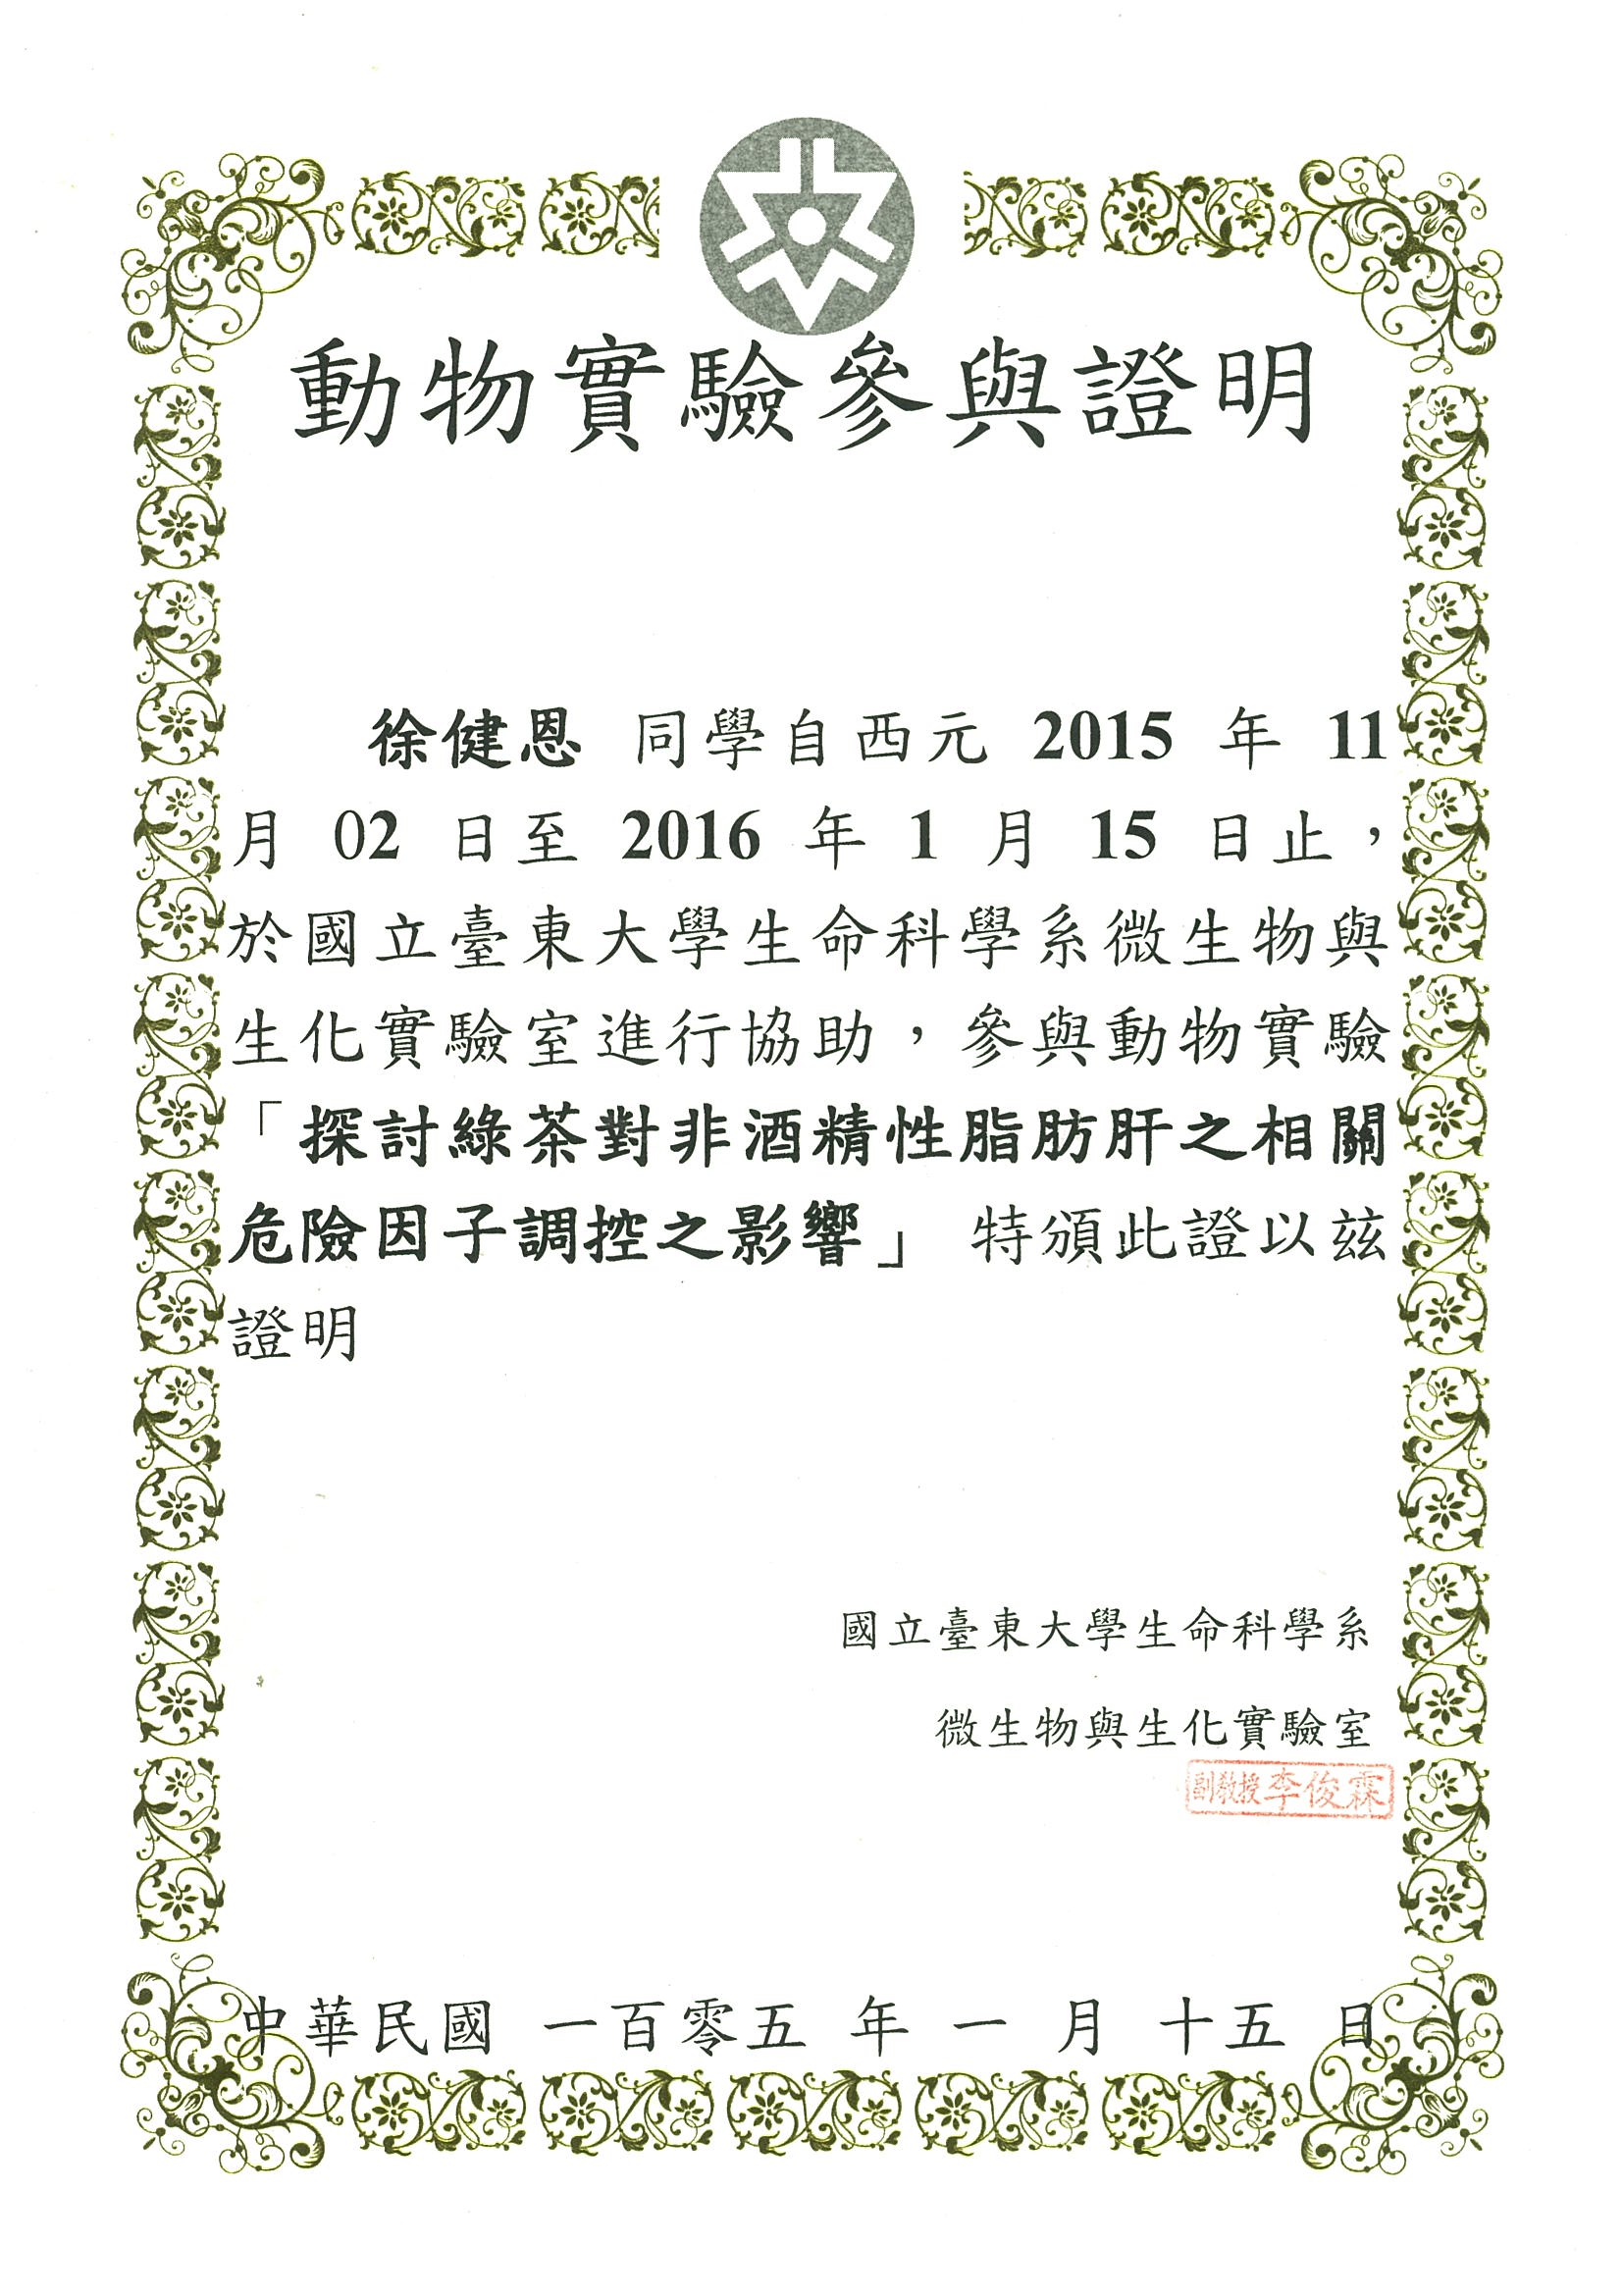 動物實驗參與證明
徐健恩 同學自西元 2015 年 11
月 02 日至 2016 年 1 月 15 日止，
於國立臺東大學生命科學系微生物與
生化實驗室進行協助，參與動物實驗
「探討綠茶對非酒精性脂肪肝之相關
危險因子調控之影響」 特頒此證以茲
證明
國立臺東大學生命科學系
微生物與生化實驗室
副教授李俊霖
中華民國 一百零五 年 一 月 十五 日